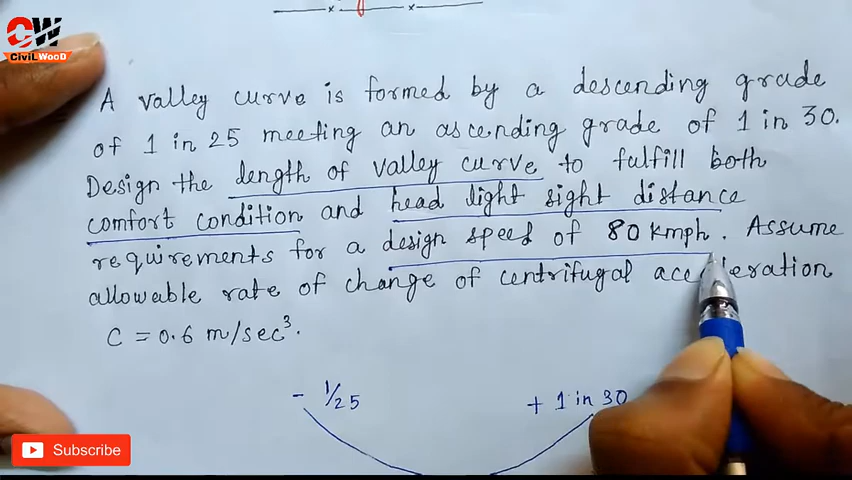 CW
CIVILWOOD
A valley curve is formed by a descending grade
of 1 in 25 meeting an ascending grade of 1 in 30.
Design the length of valley curve to fulfill both
comfort condition and head light sight distance
requirements for a design speed of 80 kmph. Assume
allowable rate of change of centrifugal acceleration
C = 0.6 m/sec³.
- 1/25
+ 1 in 30
Subscribe